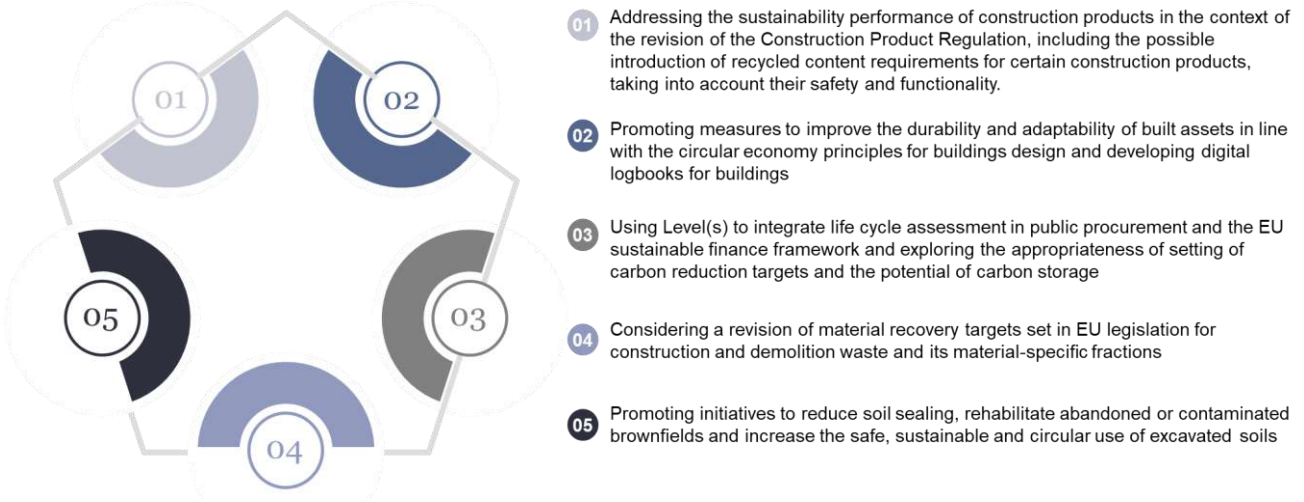 01
02
03
04
05
01 Addressing the sustainability performance of construction products in the context of
the revision of the Construction Product Regulation, including the possible
introduction of recycled content requirements for certain construction products,
taking into account their safety and functionality.
02 Promoting measures to improve the durability and adaptability of built assets in line
with the circular economy principles for buildings design and developing digital
logbooks for buildings
03 Using Level(s) to integrate life cycle assessment in public procurement and the EU
sustainable finance framework and exploring the appropriateness of setting of
carbon reduction targets and the potential of carbon storage
04 Considering a revision of material recovery targets set in EU legislation for
construction and demolition waste and its material-specific fractions
05 Promoting initiatives to reduce soil sealing, rehabilitate abandoned or contaminated
brownfields and increase the safe, sustainable and circular use of excavated soils